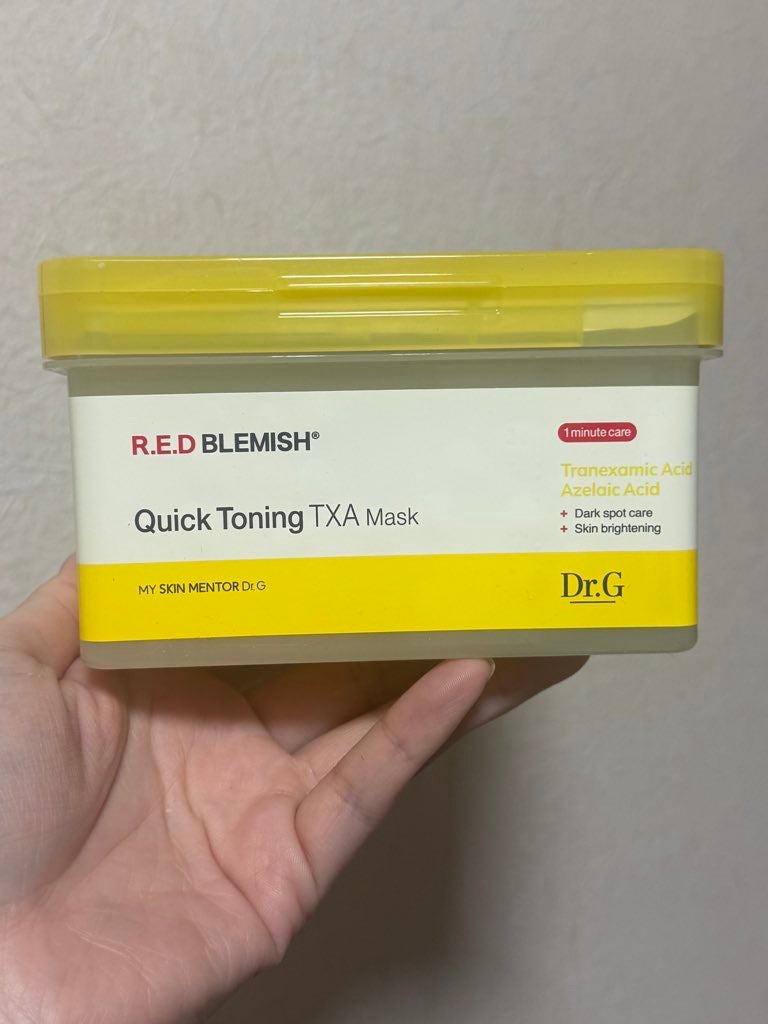 R.E.D BLEMISH®
Quick Toning TXA Mask
MY SKIN MENTOR Dr.G
1 minute care
Tranexamic Acid
Azelaic Acid
+ Dark spot care
+ Skin brightening
Dr.G